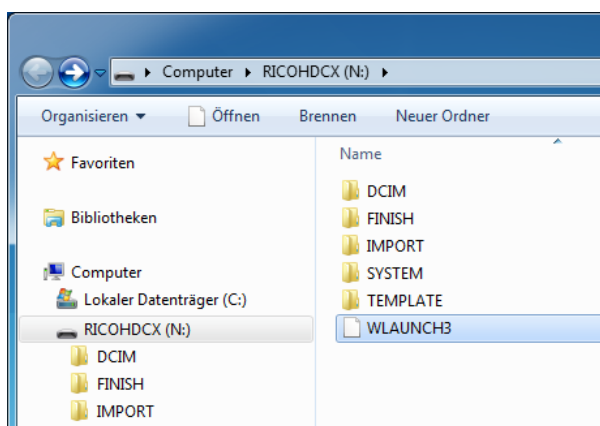 Computer RICOHDCX (N:)
Organisieren Öffnen Brennen Neuer Ordner
Favoriten
Bibliotheken
Computer
Lokaler Datenträger (C:)
RICOHDCX (N:)
DCIM
FINISH
IMPORT
Name
DCIM
FINISH
IMPORT
SYSTEM
TEMPLATE
WLAUNCH3